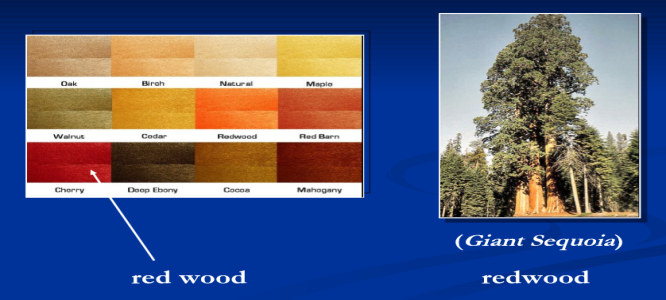 Oak Birch Natural Maple
Walnut Cedar Redwood Red Barn
Cherry Deep Ebony Cocoa Mahogany
red wood
(Giant Sequoia)
redwood